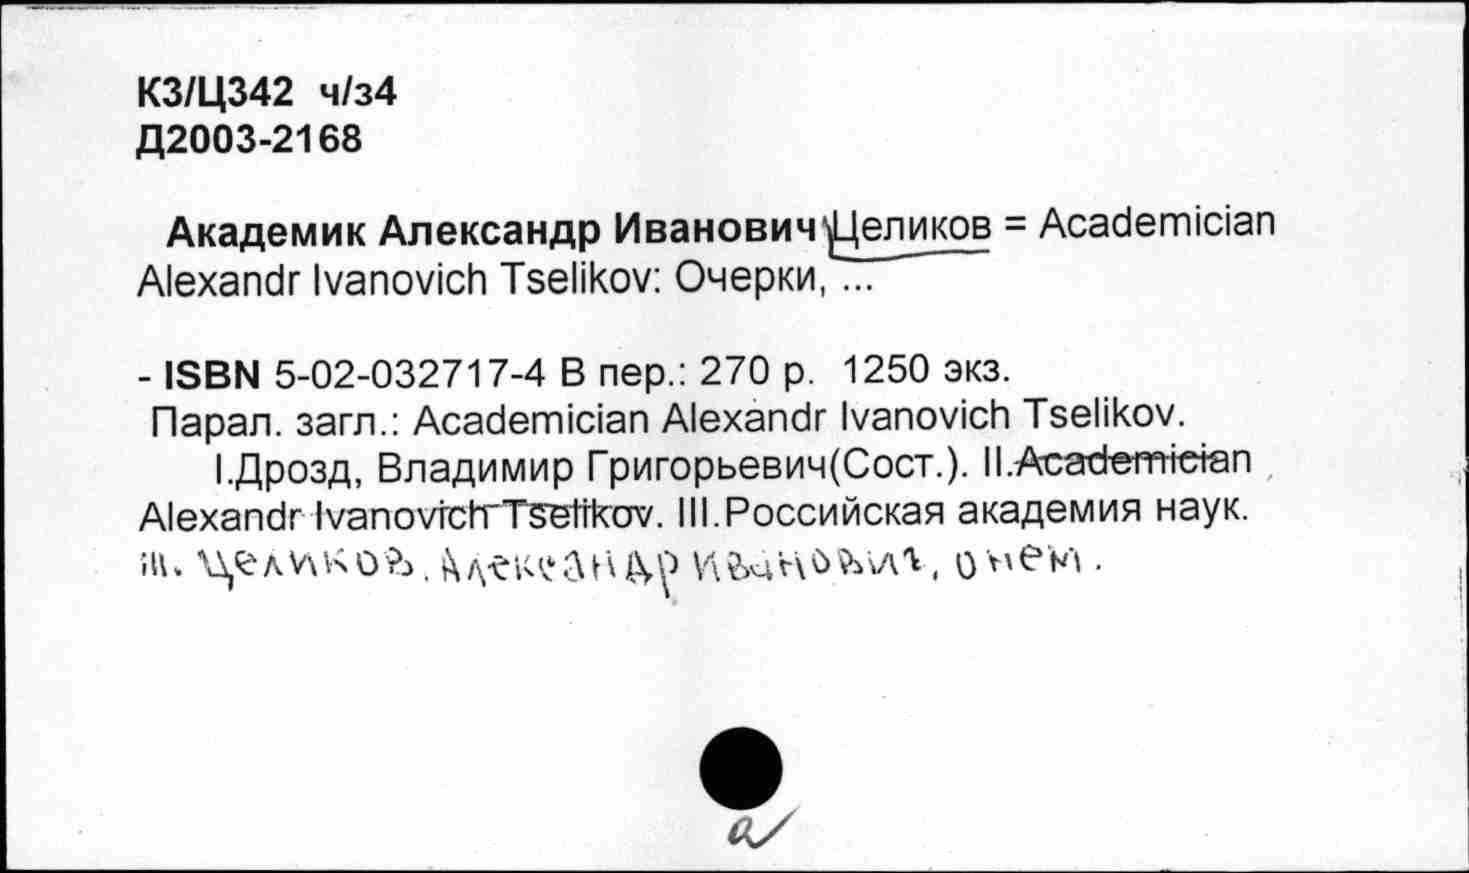 К3/Ц342 ч/з4
Д2003-2168
Академик Александр Иванович Целиков = Academician
Alexandr Ivanovich Tselikov: Очерки, ...
- ISBN 5-02-032717-4 В пер.: 270 р. 1250 экз.
Парал. загл.: Academician Alexandr Ivanovich Tselikov.
I.Дрозд, Владимир Григорьевич(Сост.). II.Academician
Alexandr Ivanovich Tselikov. III.Российская академия наук.
III. Целиков, Александр Иванович, о нем.
а